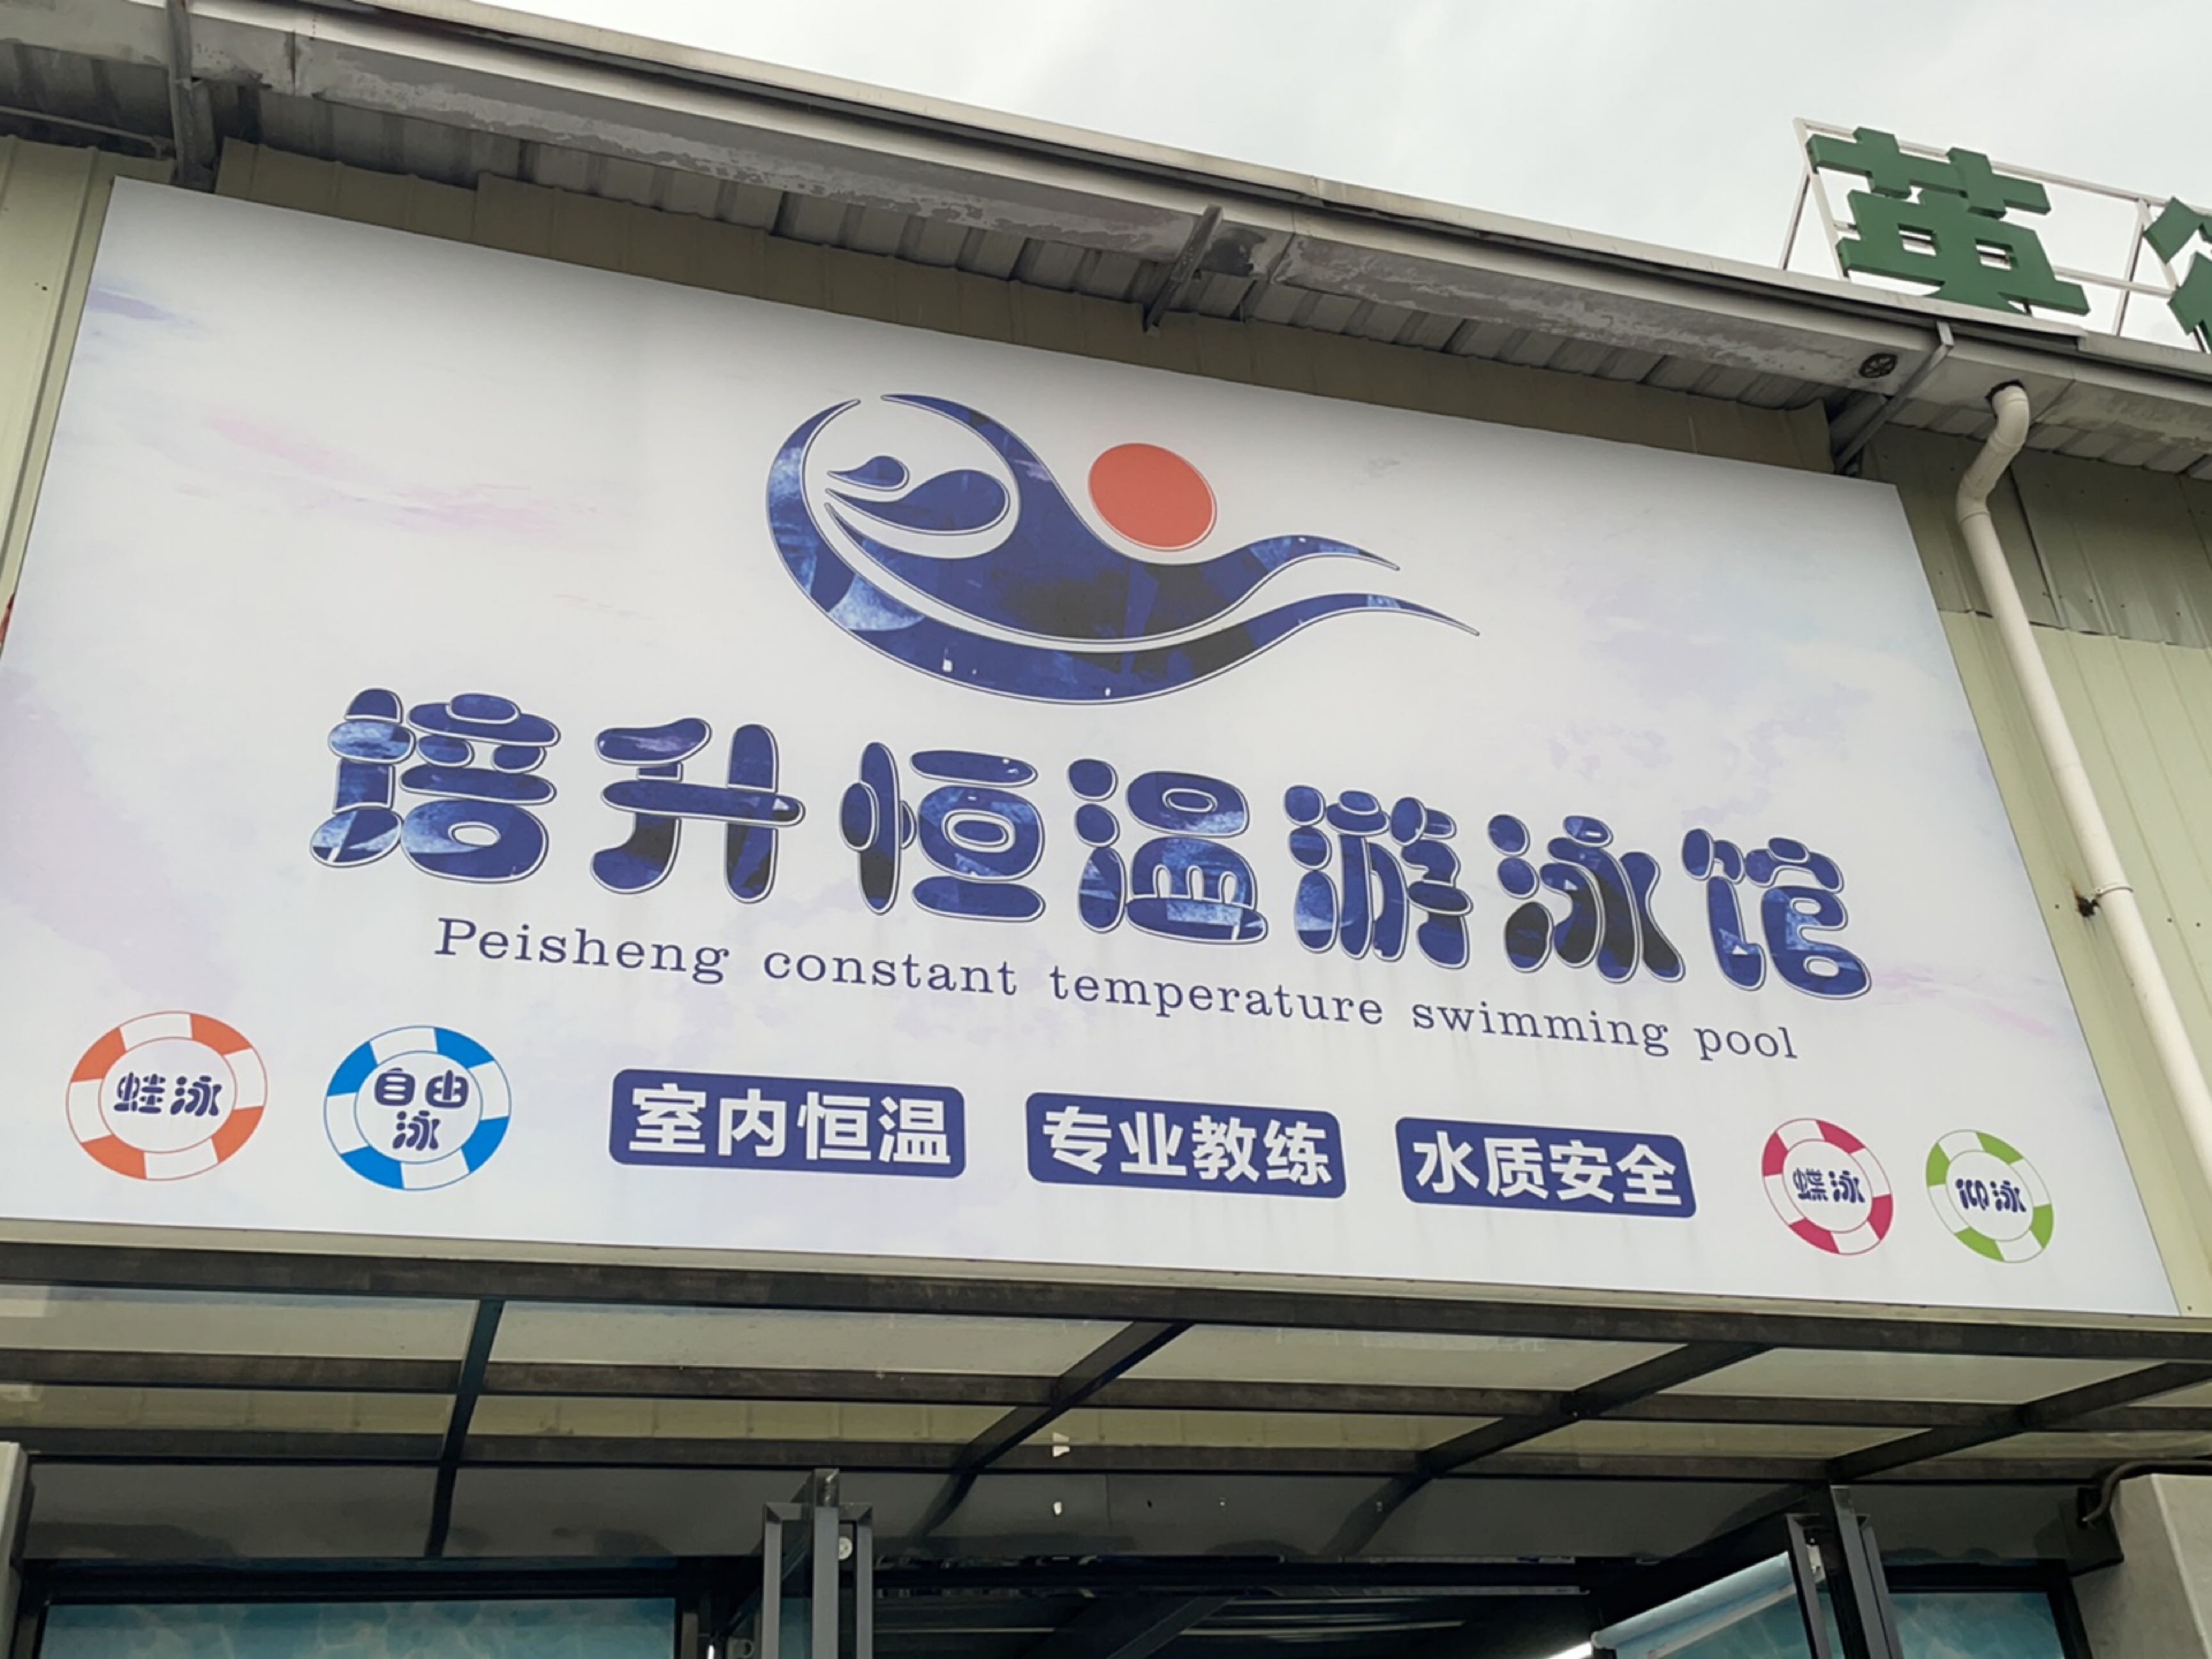 英
培升恒温游泳馆
Peisheng constant temperature swimming pool
蛙泳
自由
泳
室内恒温
专业教练
水质安全
蝶泳
仰泳